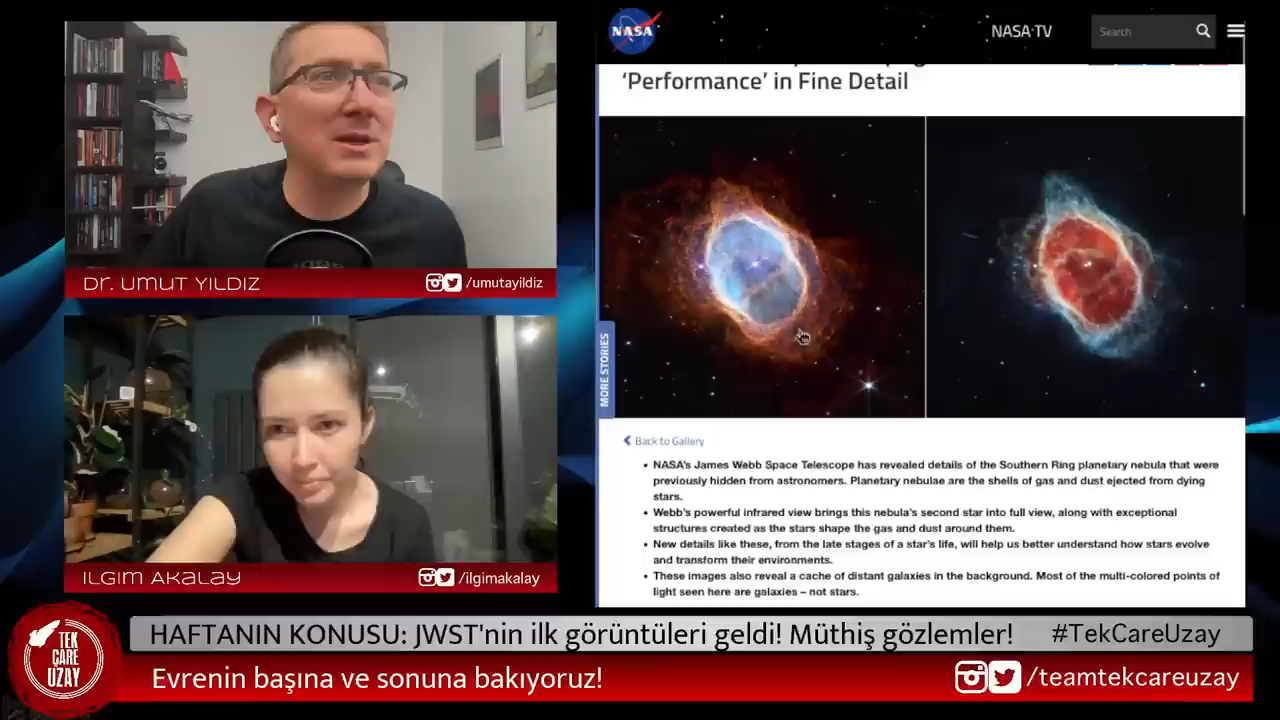 NASA
NASA TV
Search
'Performance' in Fine Detail
MORE STORIES
Back to Gallery
• NASA's James Webb Space Telescope has revealed details of the Southern Ring planetary nebula that were
previously hidden from astronomers. Planetary nebulae are the shells of gas and dust ejected from dying
stars.
• Webb's powerful infrared view brings this nebula's second star into full view, along with exceptional
structures created as the stars shape the gas and dust around them.
• New details like these, from the late stages of a star's life, will help us better understand how stars evolve
and transform their environments.
• These images also reveal a cache of distant galaxies in the background. Most of the multi-colored points of
light seen here are galaxies – not stars.
DR. UMUT YILDIZ
/umutayildiz
ILGIM AKALAY
/ilgimakalay
TEK
ÇARE
UZAY
HAFTANIN KONUSU: JWST'nin ilk görüntüleri geldi! Müthiş gözlemler!
#TekCareUzay
Evrenin başına ve sonuna bakıyoruz!
/teamtekcareuzay